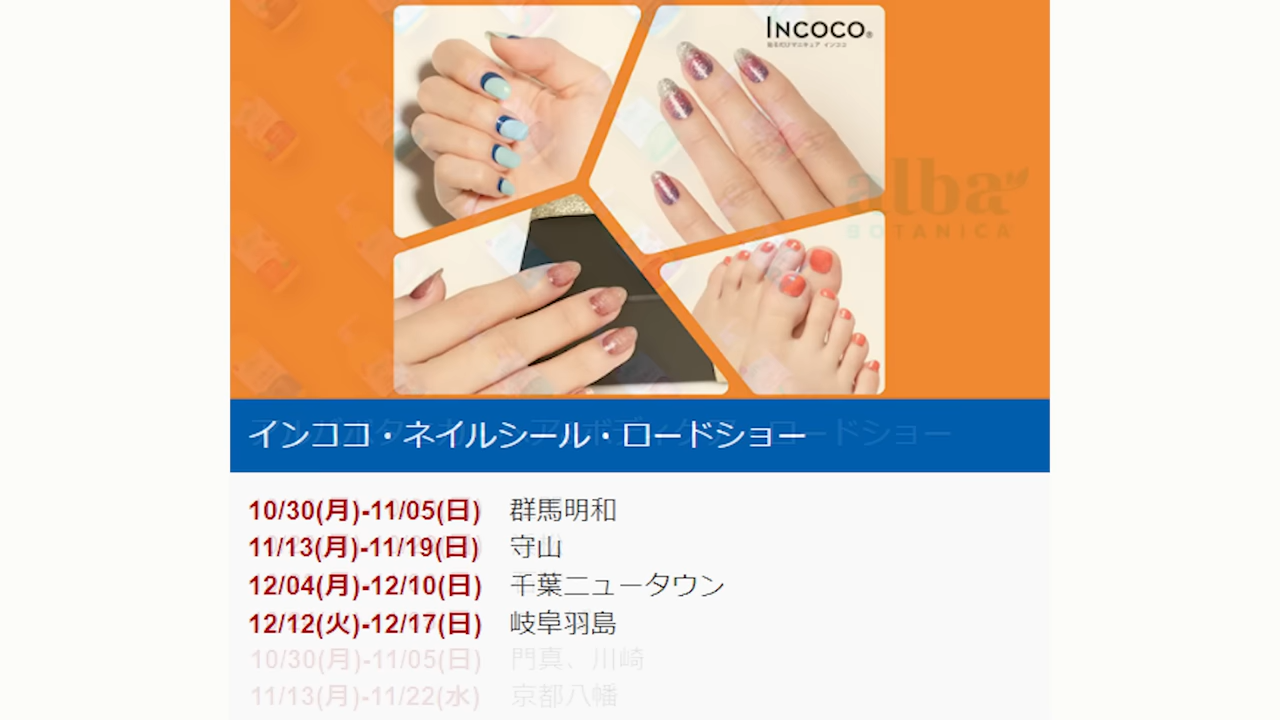 INCOCO®
alba
BOTANICA
インココ・ネイルシール・ロードショー
10/30(月)-11/05(日) 群馬明和
11/13(月)-11/19(日) 守山
12/04(月)-12/10(日) 千葉ニュータウン
12/12(火)-12/17(日) 岐阜羽島
10/30(月)-11/05(日) 門真、川崎
11/13(月)-11/22(水) 京都八幡